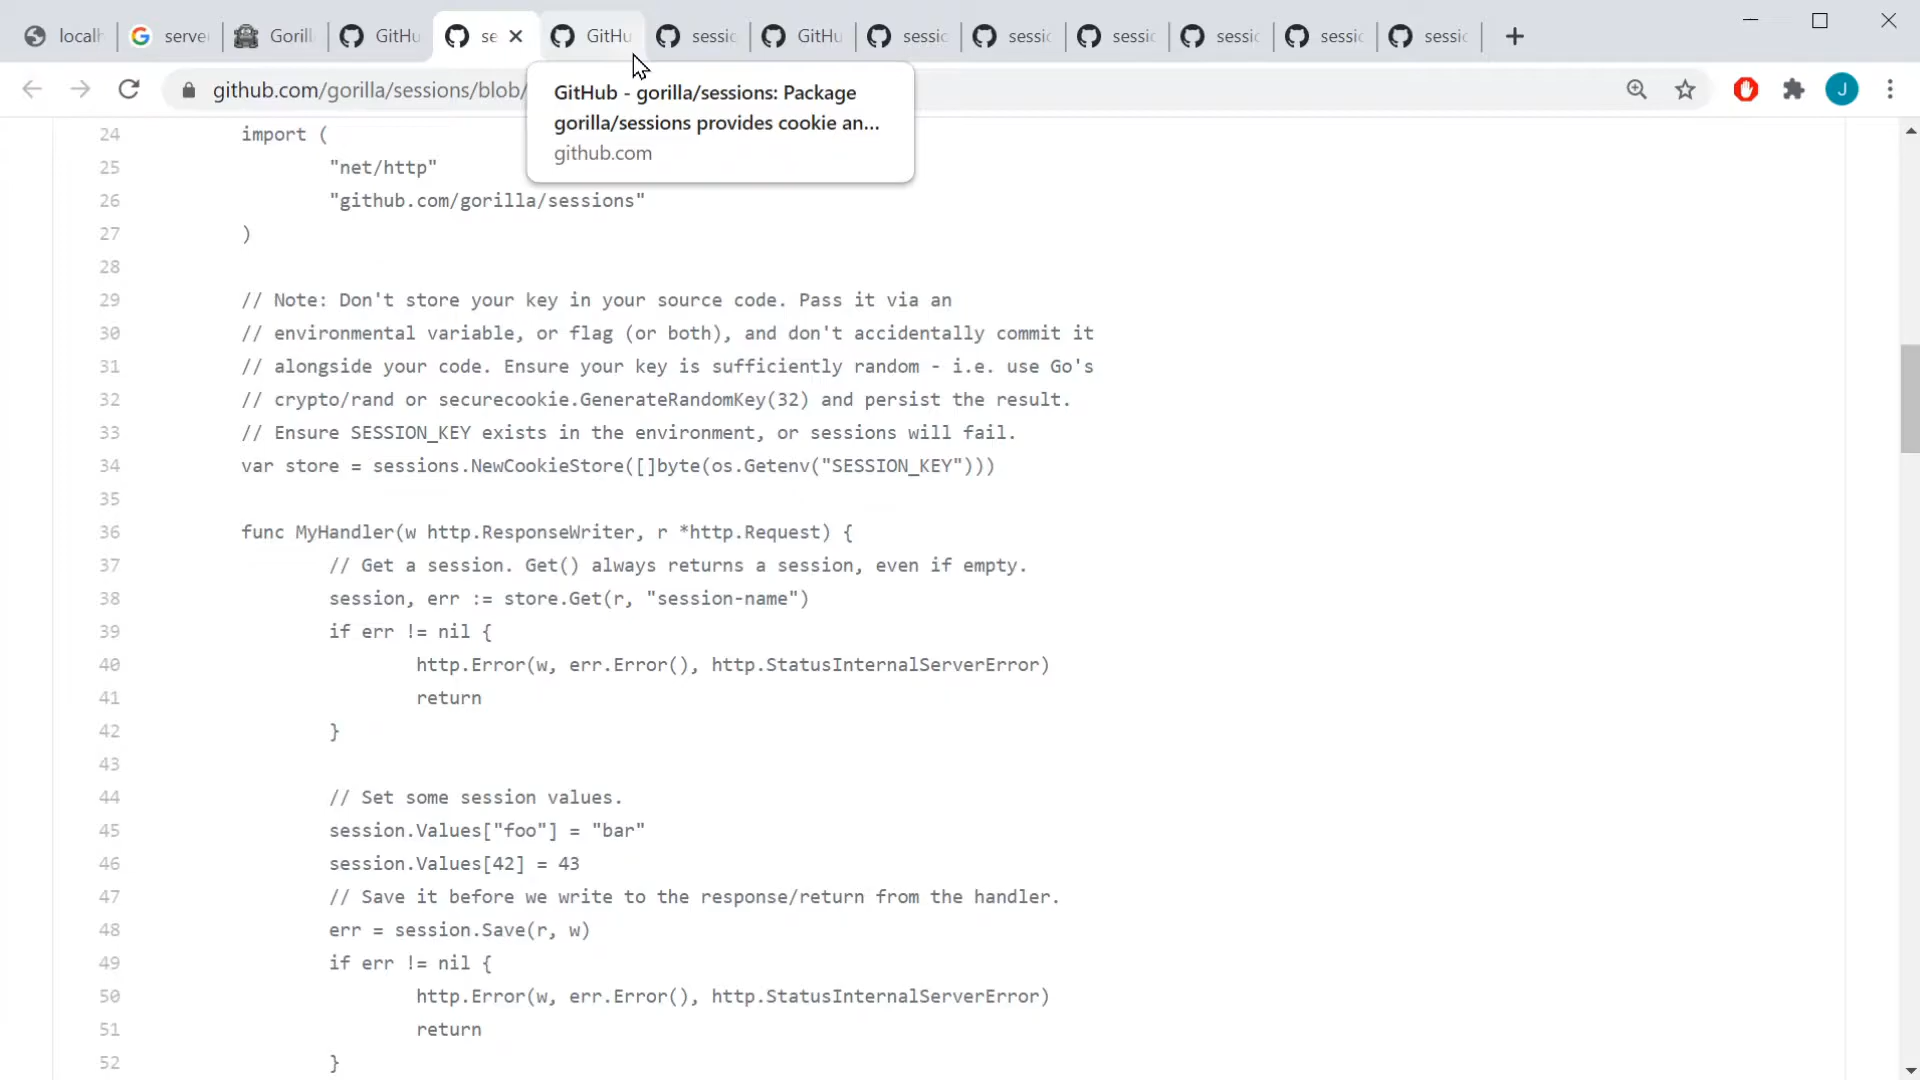 localh
server
Gorill
GitHu
se
GitHu
sessio
GitHu
sessio
sessio
sessio
sessio
sessio
sessio
github.com/gorilla/sessions/blob/
J
GitHub - gorilla/sessions: Package
gorilla/sessions provides cookie an...
github.com
24 import (
25 "net/http"
26 "github.com/gorilla/sessions"
27 )
28
29 // Note: Don't store your key in your source code. Pass it via an
30 // environmental variable, or flag (or both), and don't accidentally commit it
31 // alongside your code. Ensure your key is sufficiently random - i.e. use Go's
32 // crypto/rand or securecookie.GenerateRandomKey(32) and persist the result.
33 // Ensure SESSION_KEY exists in the environment, or sessions will fail.
34 var store = sessions.NewCookieStore([]byte(os.Getenv("SESSION_KEY")))
35
36 func MyHandler(w http.ResponseWriter, r *http.Request) {
37 // Get a session. Get() always returns a session, even if empty.
38 session, err := store.Get(r, "session-name")
39 if err != nil {
40 http.Error(w, err.Error(), http.StatusInternalServerError)
41 return
42 }
43
44 // Set some session values.
45 session.Values["foo"] = "bar"
46 session.Values[42] = 43
47 // Save it before we write to the response/return from the handler.
48 err = session.Save(r, w)
49 if err != nil {
50 http.Error(w, err.Error(), http.StatusInternalServerError)
51 return
52 }